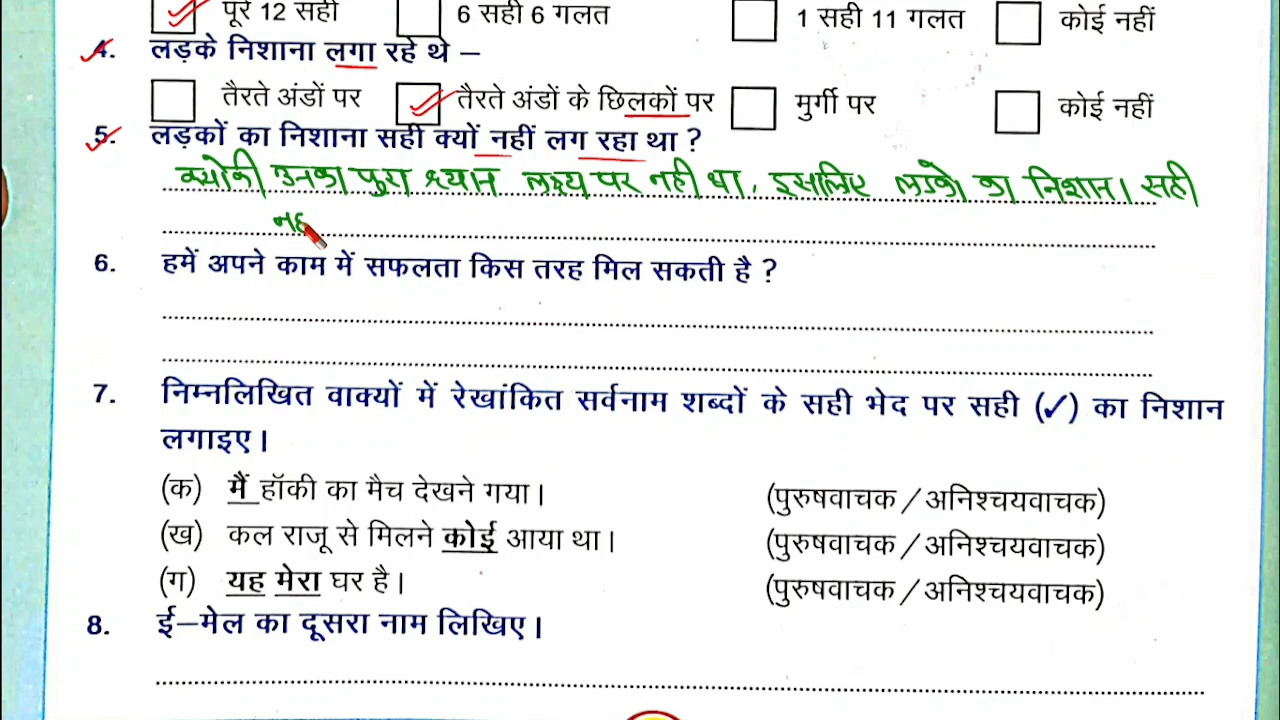 पूरे 12 सही 6 सही 6 गलत 1 सही 11 गलत कोई नहीं
4. लड़के निशाना लगा रहे थे –
तैरते अंडों पर तैरते अंडों के छिलकों पर मुर्गी पर कोई नहीं
5. लड़कों का निशाना सही क्यों नहीं लग रहा था ?
क्योकी उनका पुरा ध्यान लक्ष्य पर नही था, इसलिए लडको का निशाना सही
नह
6. हमें अपने काम में सफलता किस तरह मिल सकती है ?
7. निम्नलिखित वाक्यों में रेखांकित सर्वनाम शब्दों के सही भेद पर सही (✓) का निशान
लगाइए।
(क) मैं हॉकी का मैच देखने गया। (पुरुषवाचक / अनिश्चयवाचक)
(ख) कल राजू से मिलने कोई आया था। (पुरुषवाचक / अनिश्चयवाचक)
(ग) यह मेरा घर है। (पुरुषवाचक / अनिश्चयवाचक)
8. ई–मेल का दूसरा नाम लिखिए।